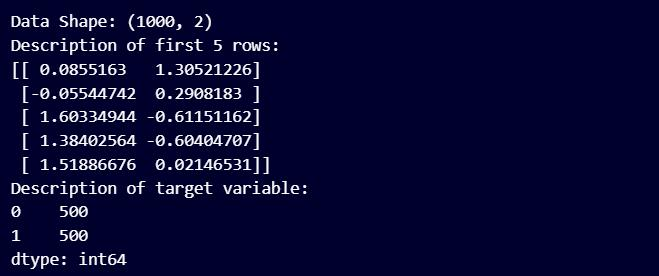 Data Shape: (1000, 2)
Description of first 5 rows:
[[ 0.0855163   1.30521226]
 [-0.05544742  0.2908183 ]
 [ 1.60334944 -0.61151162]
 [ 1.38402564 -0.60404707]
 [ 1.51886676  0.02146531]]
Description of target variable:
0    500
1    500
dtype: int64